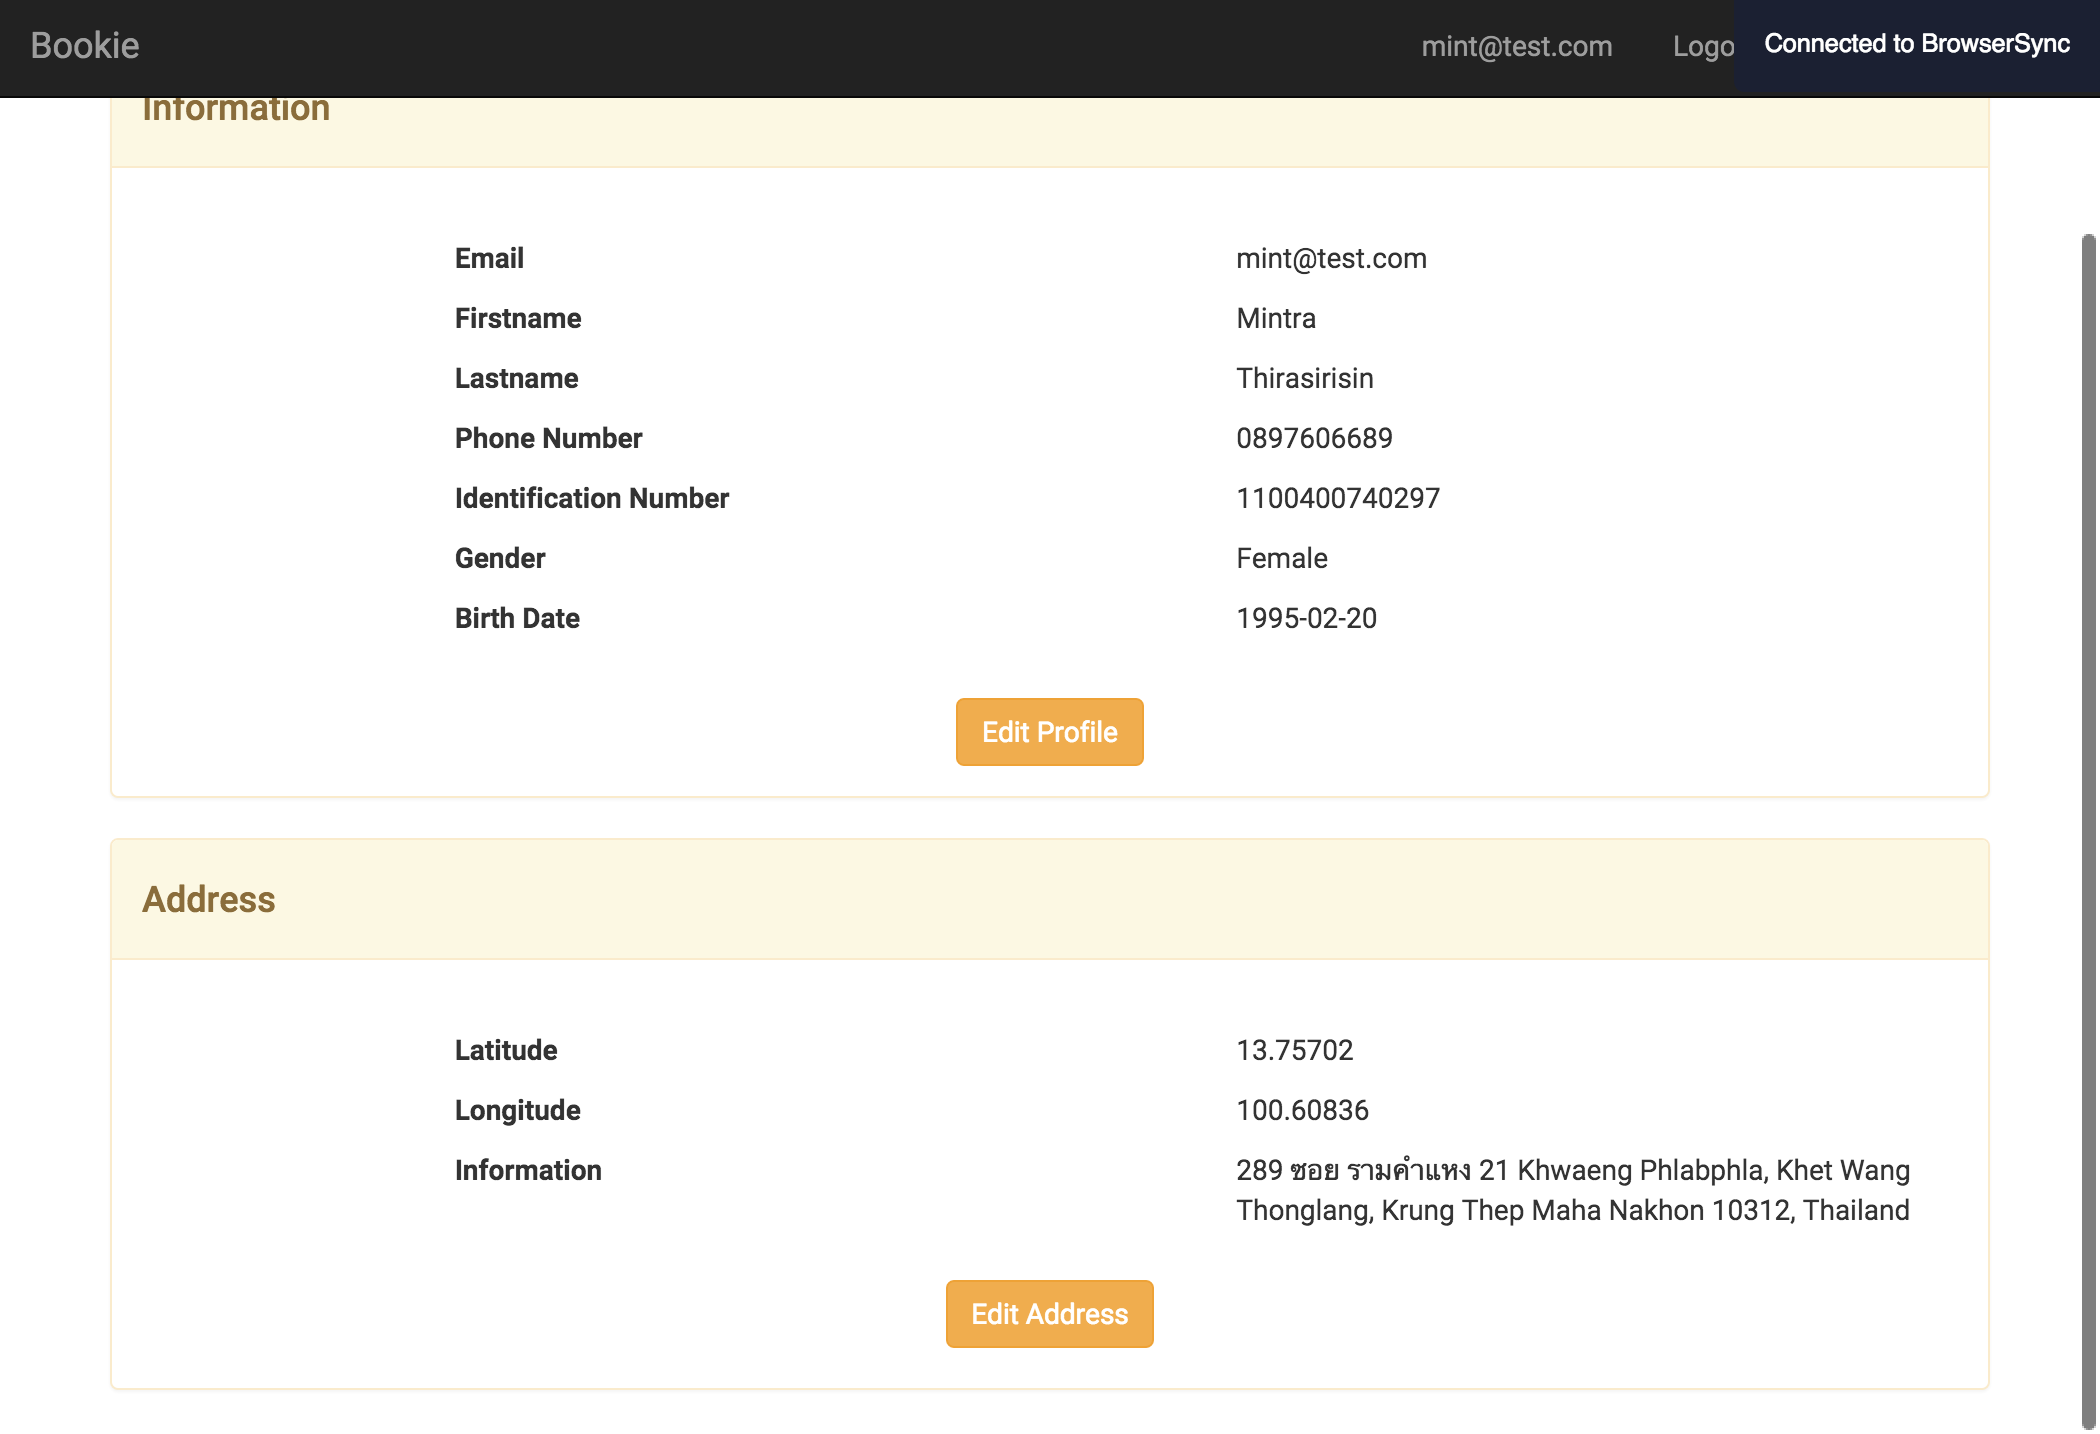 Bookie mint@test.com Logo Connected to BrowserSync
Information
Email mint@test.com
Firstname Mintra
Lastname Thirasirisin
Phone Number 0897606689
Identification Number 1100400740297
Gender Female
Birth Date 1995-02-20
Edit Profile
Address
Latitude 13.75702
Longitude 100.60836
Information 289 ซอย รามคำแหง 21 Khwaeng Phlabphla, Khet Wang
Thonglang, Krung Thep Maha Nakhon 10312, Thailand
Edit Address